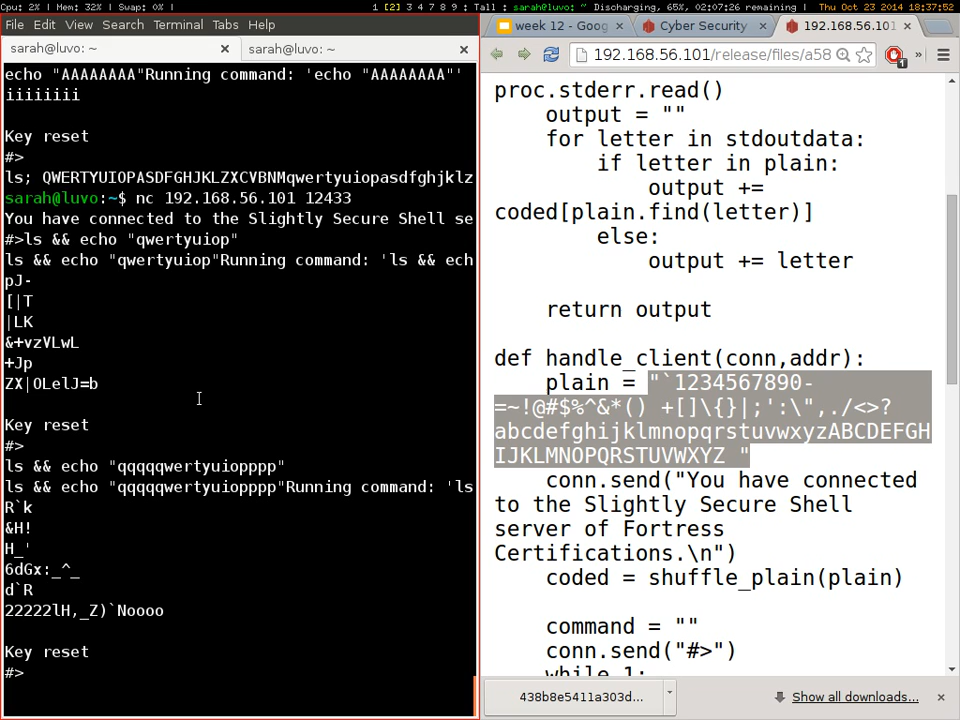 Cpu: 2% | Mem: 32% | Swap: 0% |
1 [2] 3 4 7 8 9 : Tall : sarah@luvo: ~
Discharging, 65%, 02:07:26 remaining | Thu Oct 23 2014 18:37:52
File Edit View Search Terminal Tabs Help
sarah@luvo: ~ × sarah@luvo: ~ ×
echo "AAAAAAAA"Running command: 'echo "AAAAAAAA"'
iiiiiiii
Key reset
#>
ls; QWERTYUIOPASDFGHJKLZXCVBNMqwertyuiopasdfghjklz
sarah@luvo:~$ nc 192.168.56.101 12433
You have connected to the Slightly Secure Shell se
#>ls && echo "qwertyuiop"
ls && echo "qwertyuiop"Running command: 'ls && ech
pJ-
[|T
|LK
&+vzVLwL
+Jp
ZX|OLelJ=b
Key reset
#>
ls && echo "qqqqqwertyuiopppp"
ls && echo "qqqqqwertyuiopppp"Running command: 'ls
R`k
&H!
H_'
6dGx:_^_
d`R
22222lH,_Z)`Noooo
Key reset
#>
week 12 - Goog × Cyber Security × 192.168.56.101 ×
192.168.56.101/release/files/a58 » 1
proc.stderr.read()
output = ""
for letter in stdoutdata:
if letter in plain:
output +=
coded[plain.find(letter)]
else:
output += letter
return output
def handle_client(conn,addr):
plain = "`1234567890-
=~!@#$%^&*() +[]\{}|;':\",./<>?
abcdefghijklmnopqrstuvwxyzABCDEFGH
IJKLMNOPQRSTUVWXYZ "
conn.send("You have connected
to the Slightly Secure Shell
server of Fortress
Certifications.\n")
coded = shuffle_plain(plain)
command = ""
conn.send("#>")
while 1:
438b8e5411a303d... Show all downloads... ×